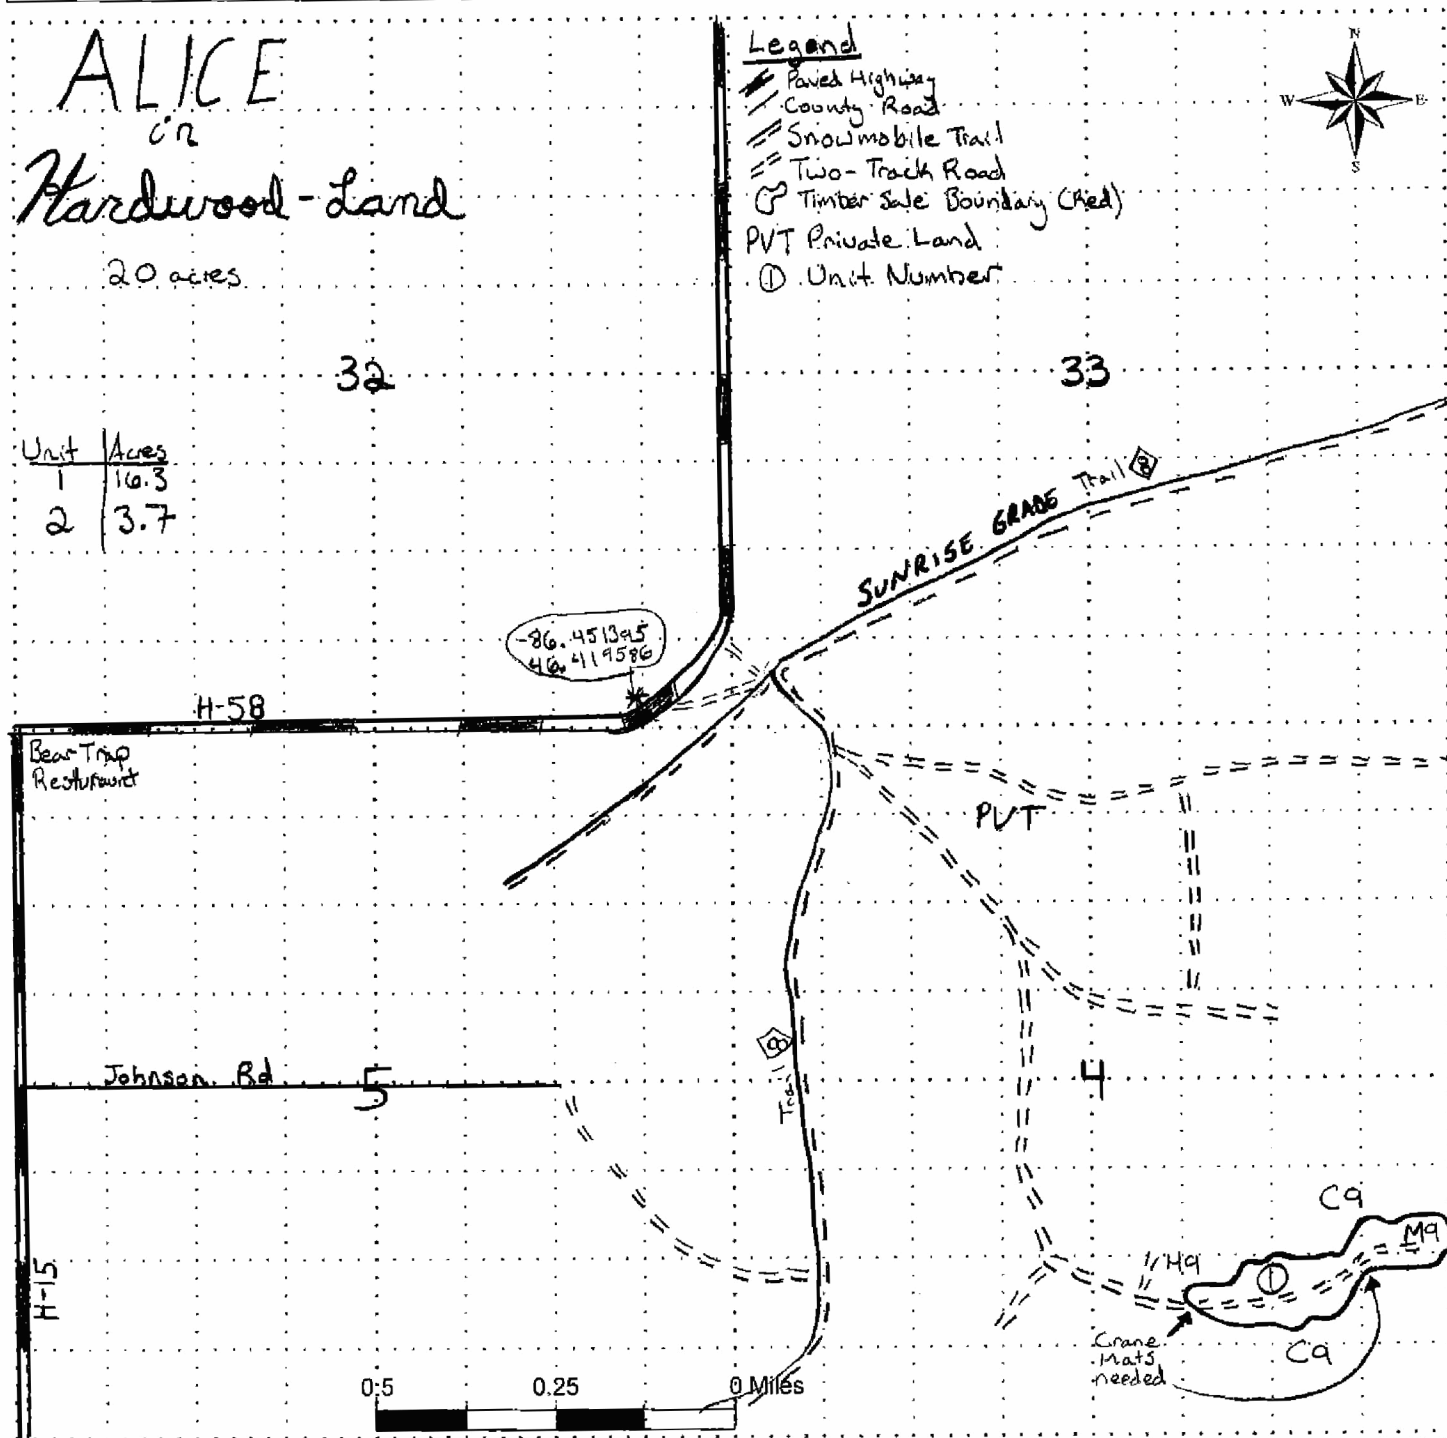 ALICE
in
Hardwood-Land
20 acres
Legend
Paved Highway
County Road
Snowmobile Trail
Two-Track Road
Timber Sale Boundary (Red)
PVT Private Land
① Unit Number
N
W E
S
32
33
Unit Acres
1 16.3
2 3.7
SUNRISE GRADE Trail 8
-86.451395
46.419586
H-58
Bear Trap
Resturaunt
PVT
Trail 8
Johnson Rd
5
4
H-15
C9
M9
H9
①
C9
Crane
Mats
needed
0.5 0.25 0 Miles